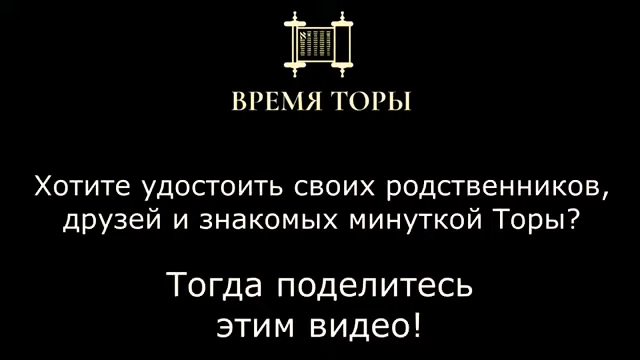 ВРЕМЯ ТОРЫ
Хотите удостоить своих родственников,
друзей и знакомых минуткой Торы?
Тогда поделитесь
этим видео!